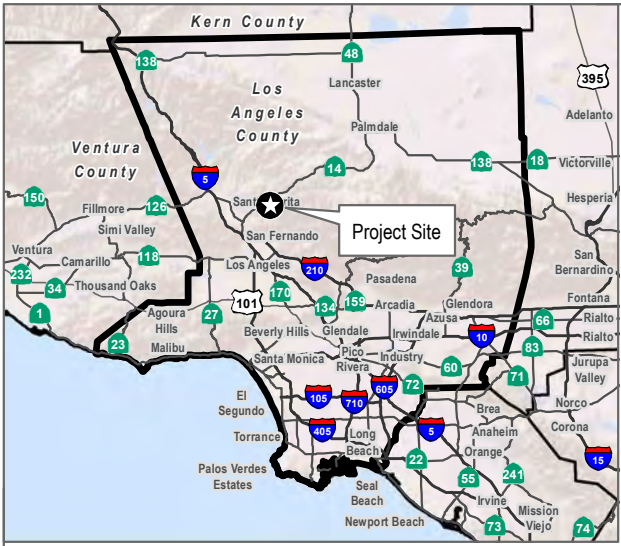 Kern County
138
48
395
Lancaster
Los
Angeles
County
Adelanto
Palmdale
Ventura
County
14
138
18
Victorville
5
150
126
Hesperia
Fillmore
Project Site
Simi Valley
San Fernando
Ventura
118
Los Angeles
210
39
San
Bernardino
232
Camarillo
Pasadena
34
Thousand Oaks
101
170
134
159
Arcadia
Glendora
Fontana
1
Agoura
Hills
27
Azusa
66
Rialto
Beverly Hills
Glendale
Irwindale
10
Rialto
23
Malibu
Santa Monica
Pico
Rivera
Industry
60
83
Jurupa
Valley
605
72
71
El
Segundo
105
710
Brea
Norco
405
Long
Beach
5
Anaheim
Corona
Torrance
Orange
22
15
Palos Verdes
Estates
Seal
Beach
55
241
Irvine
Mission
Viejo
Newport Beach
73
74